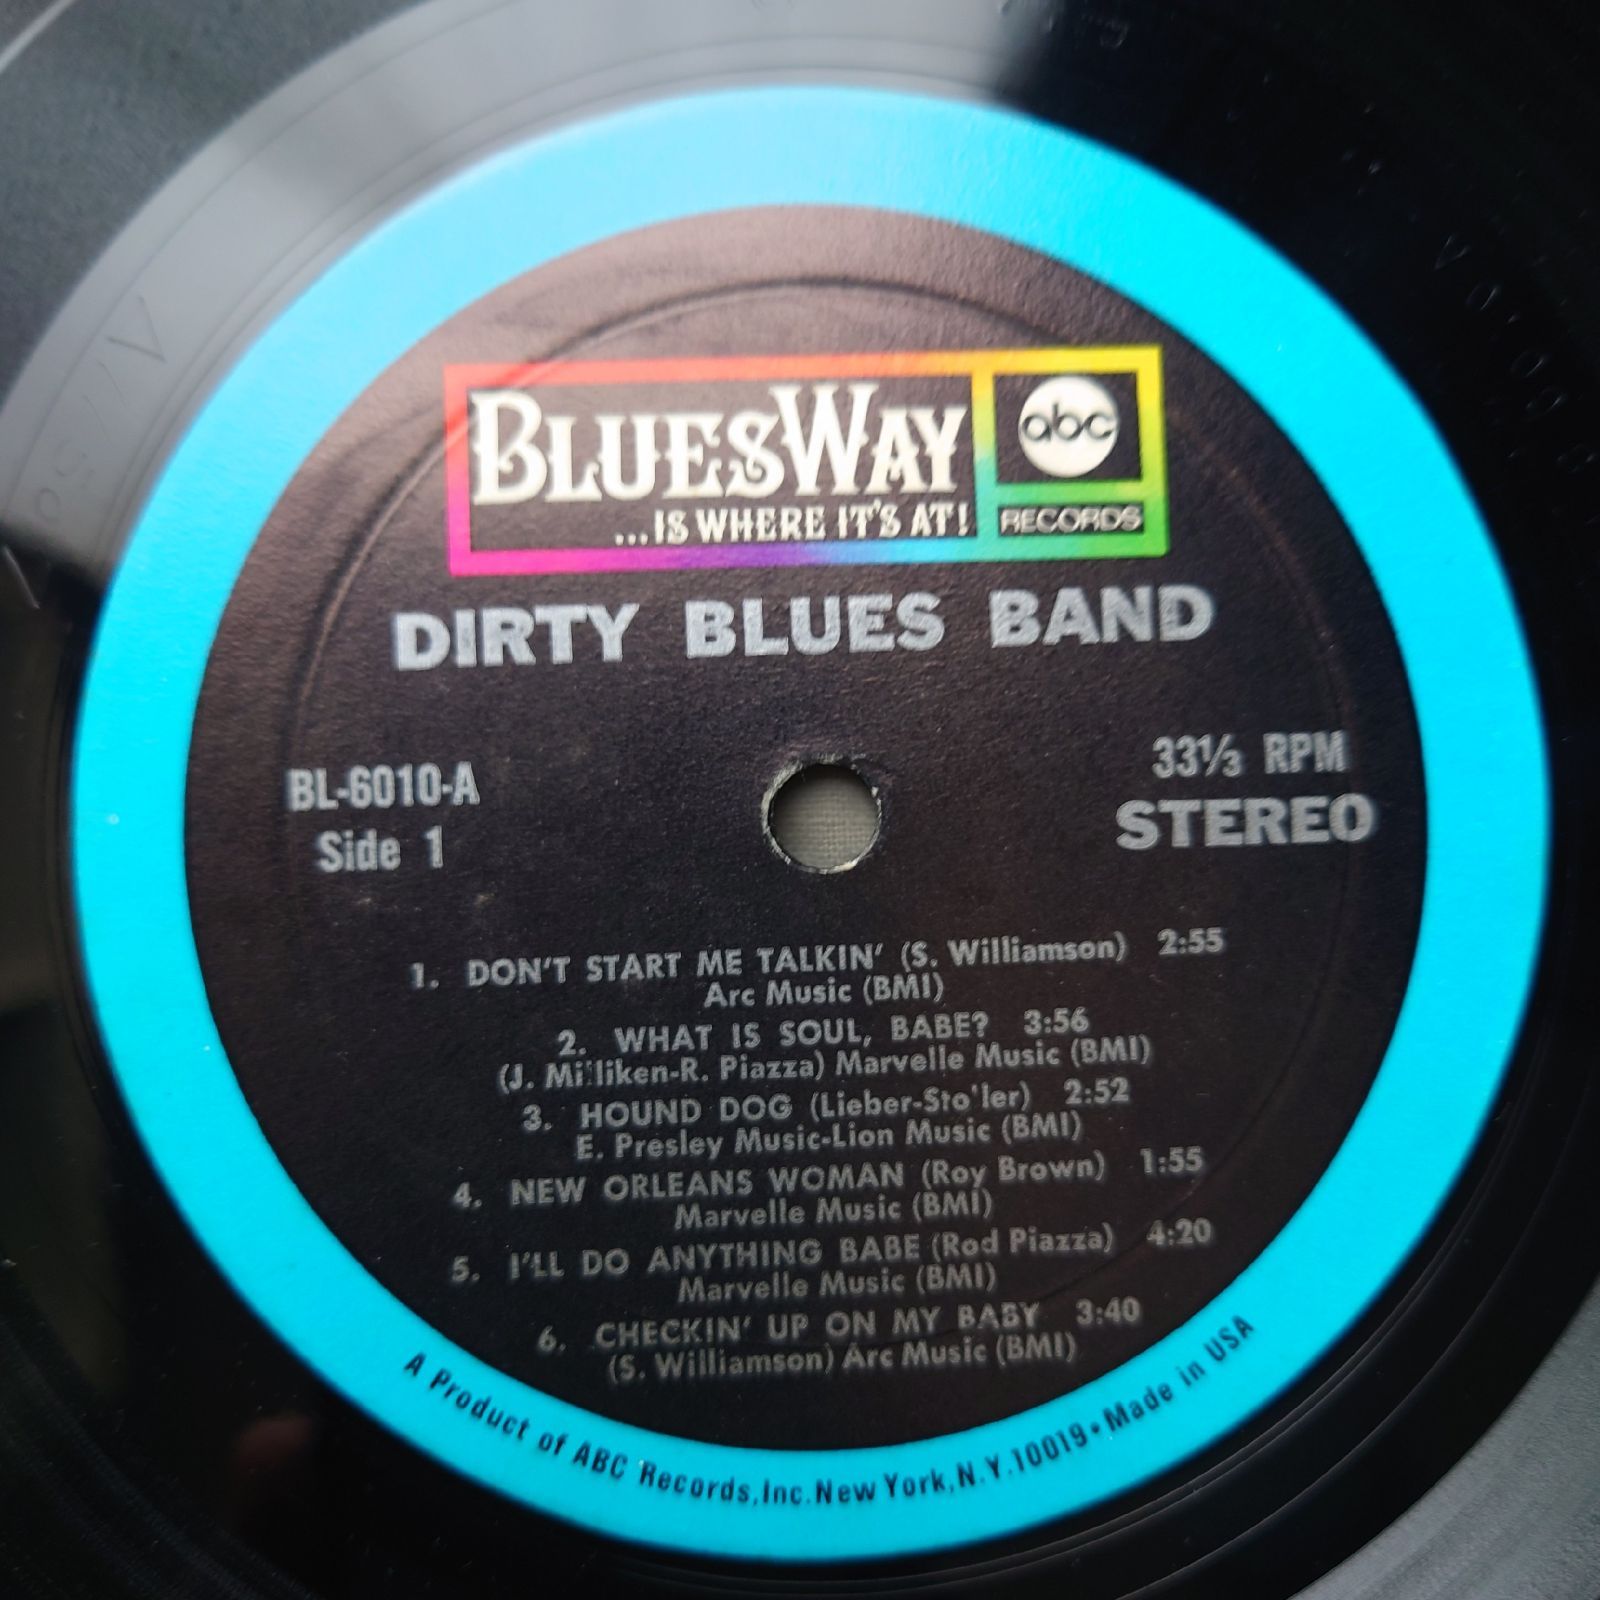 BLUESWAY
...IS WHERE IT'S AT!
abc
RECORDS
DIRTY BLUES BAND
BL-6010-A
Side 1
33⅓ RPM
STEREO
1. DON'T START ME TALKIN' (S. Williamson) 2:55
Arc Music (BMI)
2. WHAT IS SOUL, BABE? 3:56
(J. Milliken-R. Piazza) Marvelle Music (BMI)
3. HOUND DOG (Lieber-Sto'ler) 2:52
E. Presley Music-Lion Music (BMI)
4. NEW ORLEANS WOMAN (Roy Brown) 1:55
Marvelle Music (BMI)
5. I'LL DO ANYTHING BABE (Rod Piazza) 4:20
Marvelle Music (BMI)
6. CHECKIN' UP ON MY BABY 3:40
(S. Williamson) Arc Music (BMI)
A Product of ABC Records, Inc. New York, N.Y. 10019 • Made in USA